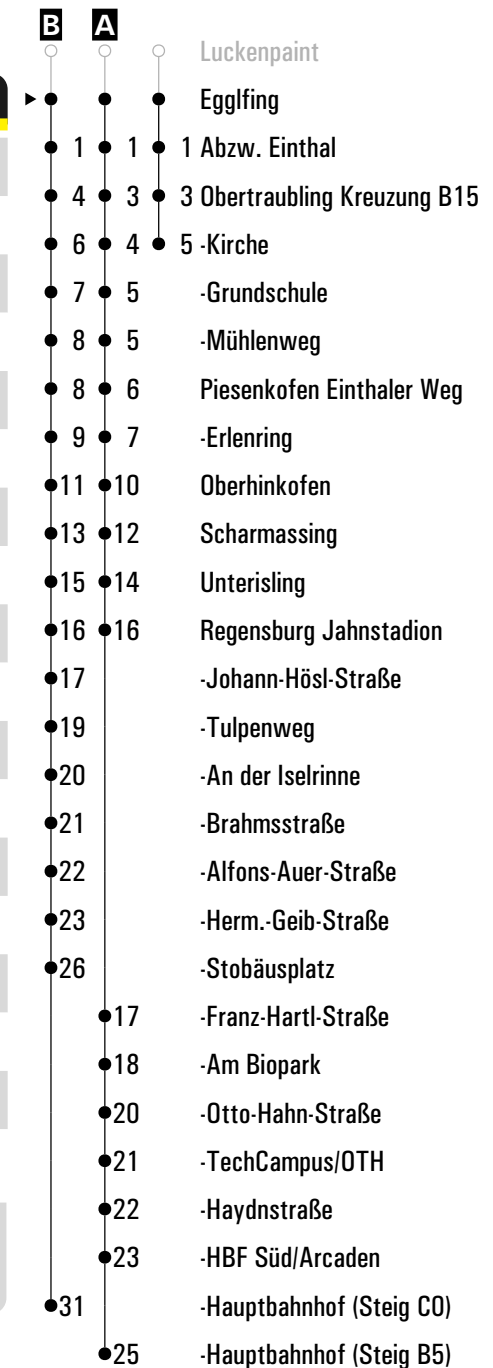 B A
Luckenpaint
Egglfing
1 1 1 Abzw. Einthal
4 3 3 Obertraubling Kreuzung B15
6 4 5 -Kirche
7 5 -Grundschule
8 5 -Mühlenweg
8 6 Piesenkofen Einthaler Weg
9 7 -Erlenring
11 10 Oberhinkofen
13 12 Scharmassing
15 14 Unterisling
16 16 Regensburg Jahnstadion
17 -Johann-Hösl-Straße
19 -Tulpenweg
20 -An der Iselrinne
21 -Brahmsstraße
22 -Alfons-Auer-Straße
23 -Herm.-Geib-Straße
26 -Stobäusplatz
17 -Franz-Hartl-Straße
18 -Am Biopark
20 -Otto-Hahn-Straße
21 -TechCampus/OTH
22 -Haydnstraße
23 -HBF Süd/Arcaden
31 -Hauptbahnhof (Steig C0)
25 -Hauptbahnhof (Steig B5)